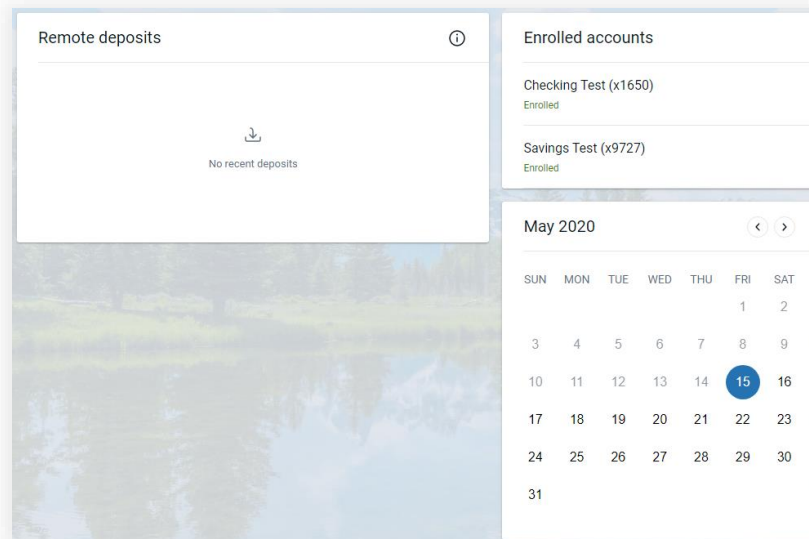 Remote deposits
No recent deposits
Enrolled accounts
Checking Test (x1650)
Enrolled
Savings Test (x9727)
Enrolled
May 2020
SUN MON TUE WED THU FRI SAT
1 2
3 4 5 6 7 8 9
10 11 12 13 14 15 16
17 18 19 20 21 22 23
24 25 26 27 28 29 30
31